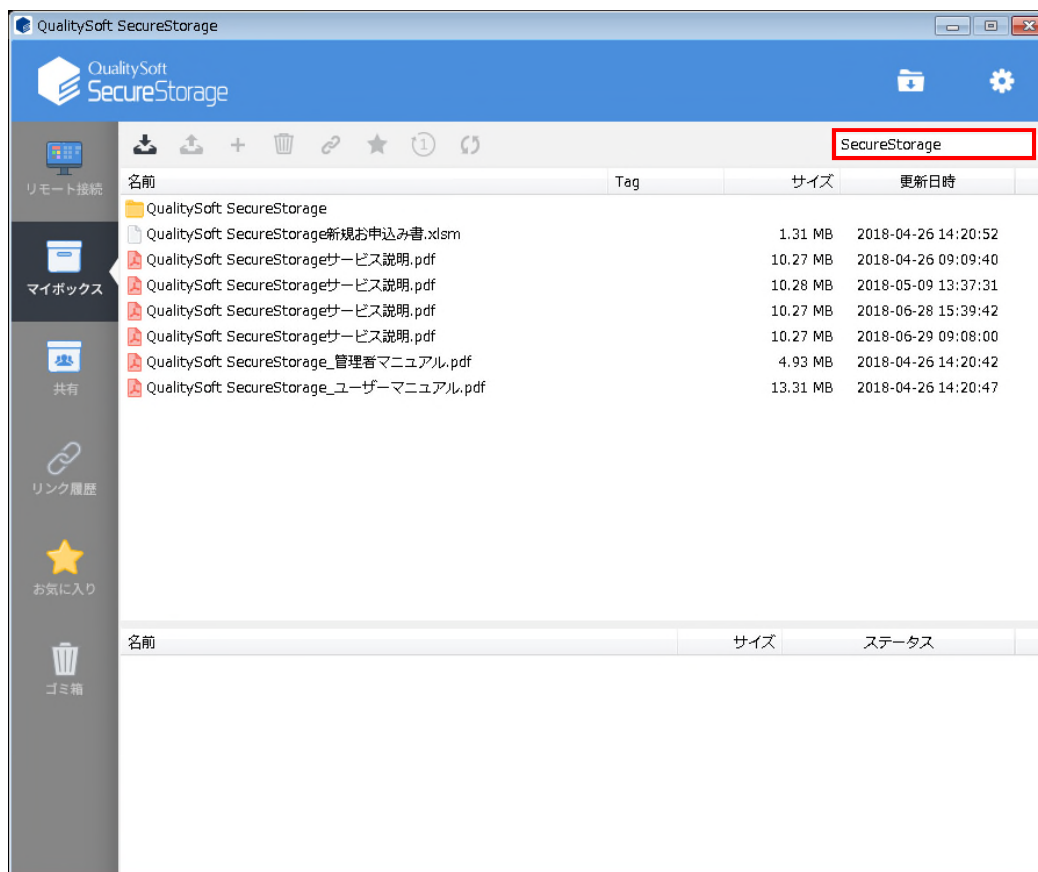 QualitySoft SecureStorage
QualitySoft
SecureStorage
リモート接続
マイボックス
共有
リンク履歴
お気に入り
ゴミ箱
1
SecureStorage
名前 Tag サイズ 更新日時
QualitySoft SecureStorage
QualitySoft SecureStorage新規お申込み書.xlsm 1.31 MB 2018-04-26 14:20:52
QualitySoft SecureStorageサービス説明.pdf 10.27 MB 2018-04-26 09:09:40
QualitySoft SecureStorageサービス説明.pdf 10.28 MB 2018-05-09 13:37:31
QualitySoft SecureStorageサービス説明.pdf 10.27 MB 2018-06-28 15:39:42
QualitySoft SecureStorageサービス説明.pdf 10.27 MB 2018-06-29 09:08:00
QualitySoft SecureStorage_管理者マニュアル.pdf 4.93 MB 2018-04-26 14:20:42
QualitySoft SecureStorage_ユーザーマニュアル.pdf 13.31 MB 2018-04-26 14:20:47
名前 サイズ ステータス